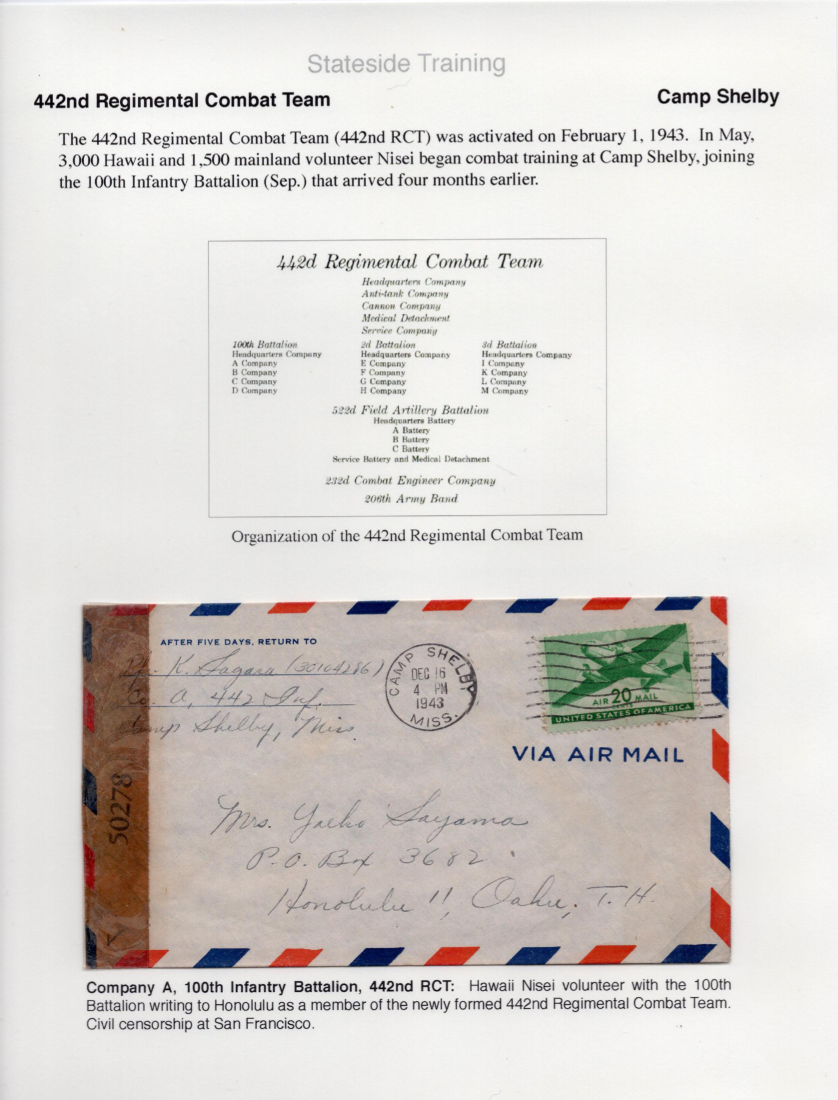 Stateside Training
442nd Regimental Combat Team Camp Shelby
The 442nd Regimental Combat Team (442nd RCT) was activated on February 1, 1943. In May,
3,000 Hawaii and 1,500 mainland volunteer Nisei began combat training at Camp Shelby, joining
the 100th Infantry Battalion (Sep.) that arrived four months earlier.
442d Regimental Combat Team
Headquarters Company
Anti-tank Company
Cannon Company
Medical Detachment
Service Company
100th Battalion 2d Battalion 3d Battalion
Headquarters Company Headquarters Company Headquarters Company
A Company E Company I Company
B Company F Company K Company
C Company G Company L Company
D Company H Company M Company
522d Field Artillery Battalion
Headquarters Battery
A Battery
B Battery
C Battery
Service Battery and Medical Detachment
232d Combat Engineer Company
206th Army Band
Organization of the 442nd Regimental Combat Team
AFTER FIVE DAYS, RETURN TO
K. Sagara (30104286)
Co. A, 442 Inf.
Camp Shelby, Miss.
CAMP SHELBY
DEC 16
4 PM
1943
MISS.
AIR 20 MAIL
UNITED STATES OF AMERICA
VIA AIR MAIL
50278
Mrs. Yaeko Sayama
P.O. Box 3682
Honolulu 11, Oahu, T.H.
Company A, 100th Infantry Battalion, 442nd RCT: Hawaii Nisei volunteer with the 100th
Battalion writing to Honolulu as a member of the newly formed 442nd Regimental Combat Team.
Civil censorship at San Francisco.